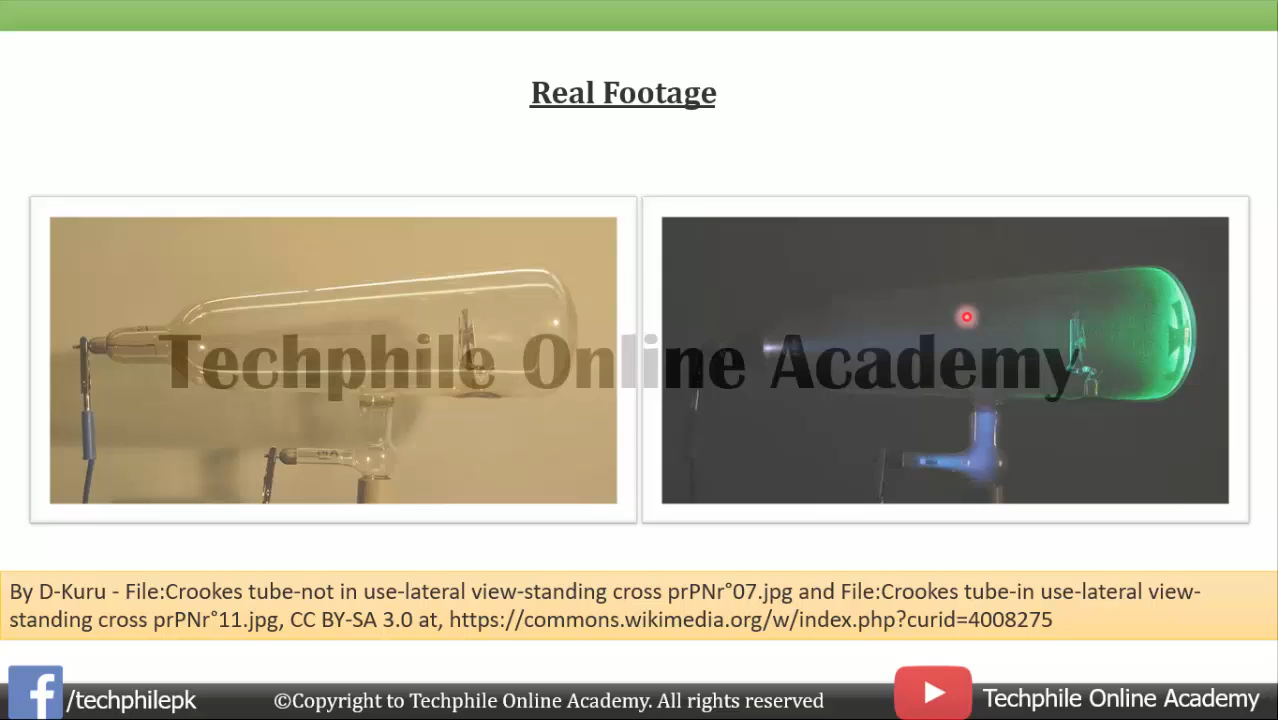 Real Footage
Techphile Online Academy
By D-Kuru - File:Crookes tube-not in use-lateral view-standing cross prPNr°07.jpg and File:Crookes tube-in use-lateral view-
standing cross prPNr°11.jpg, CC BY-SA 3.0 at, https://commons.wikimedia.org/w/index.php?curid=4008275
f /techphilepk
©Copyright to Techphile Online Academy. All rights reserved
Techphile Online Academy